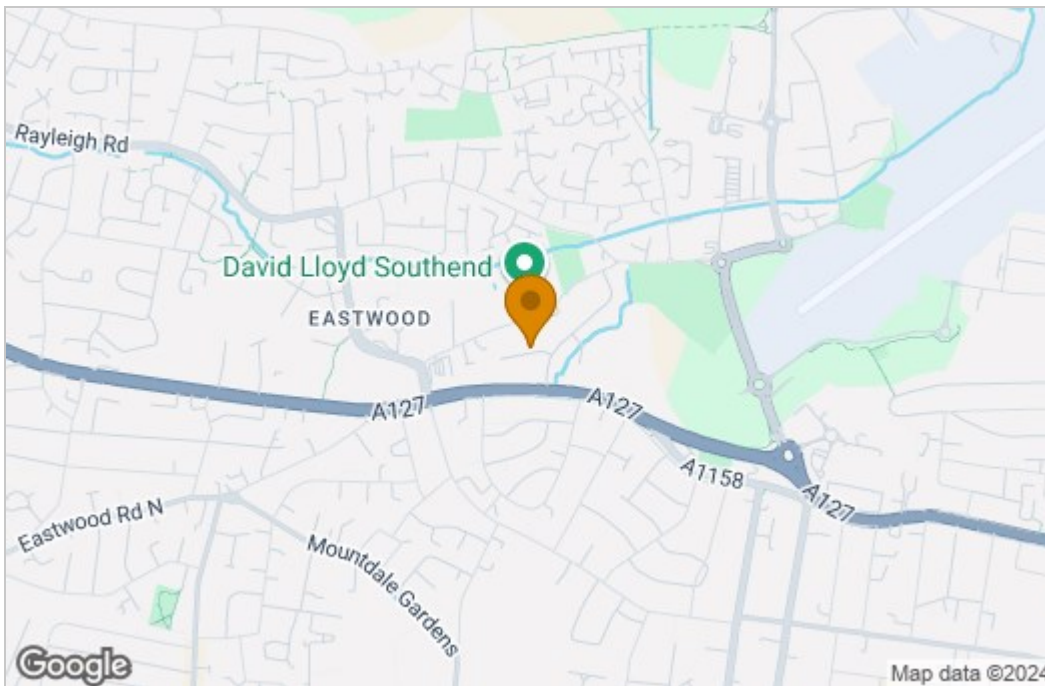 Rayleigh Rd
David Lloyd Southend
EASTWOOD
A127
A127
A1158
A127
Eastwood Rd N
Mountdale Gardens
Google
Map data ©2024